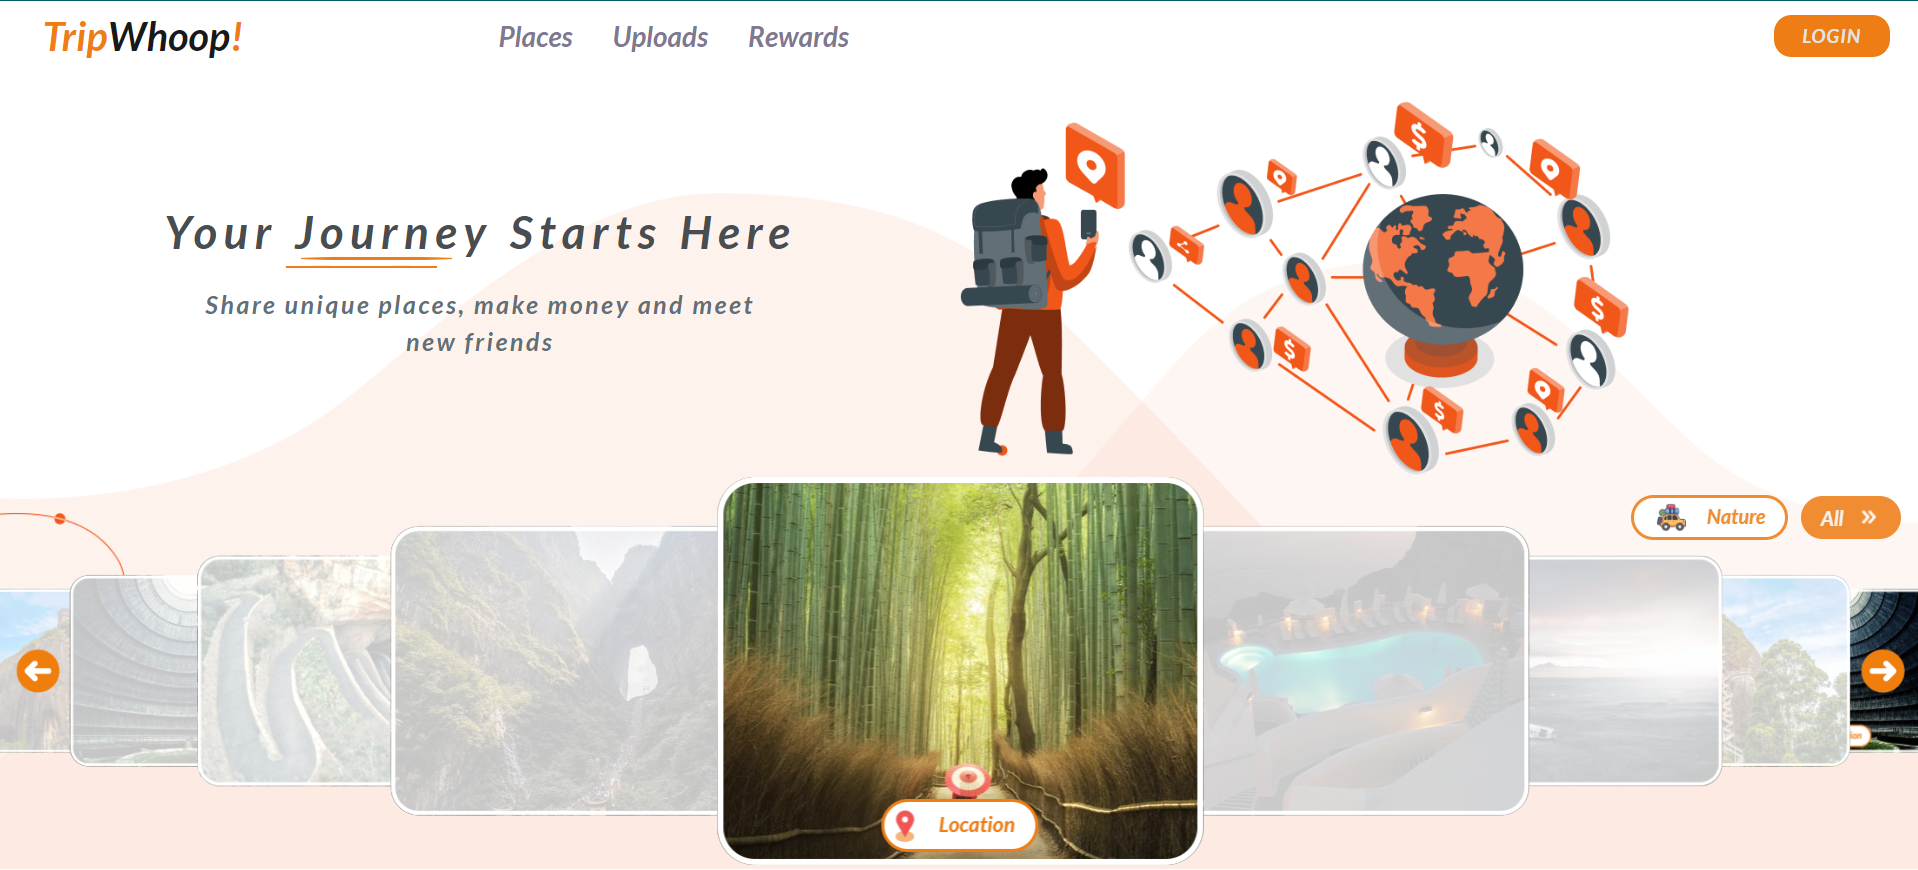 TripWhoop!
Places
Uploads
Rewards
LOGIN
Your Journey Starts Here
Share unique places, make money and meet
new friends
Nature
All
Location